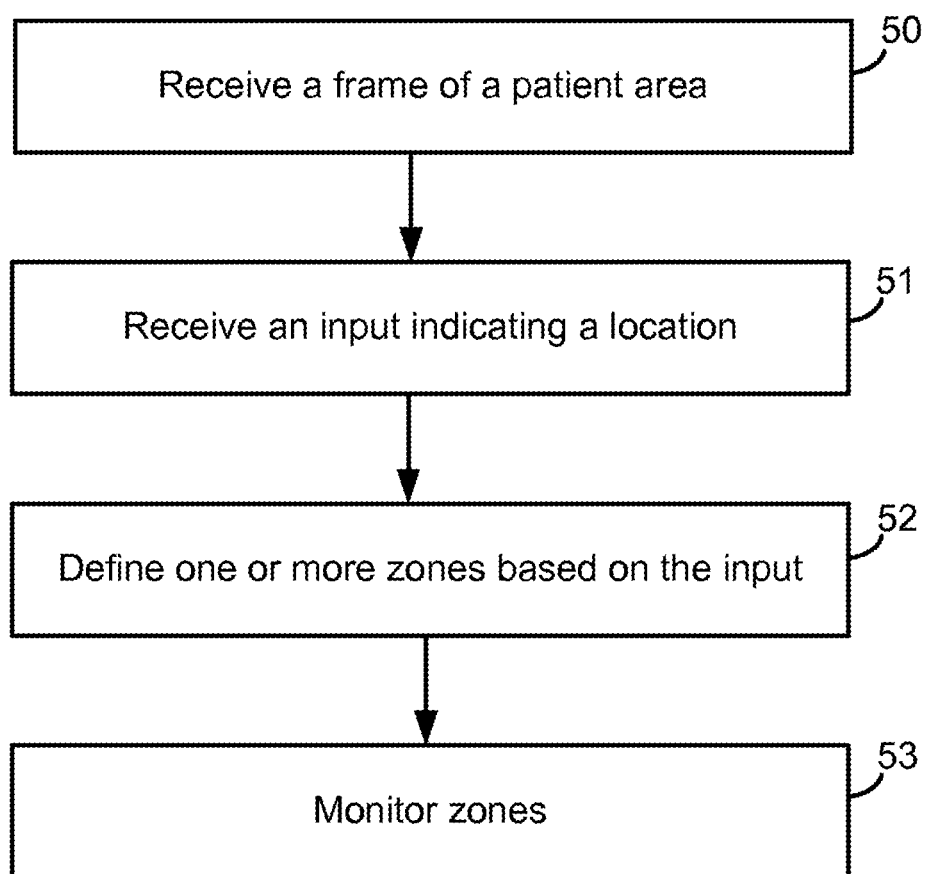 50
Receive a frame of a patient area
51
Receive an input indicating a location
52
Define one or more zones based on the input
53
Monitor zones